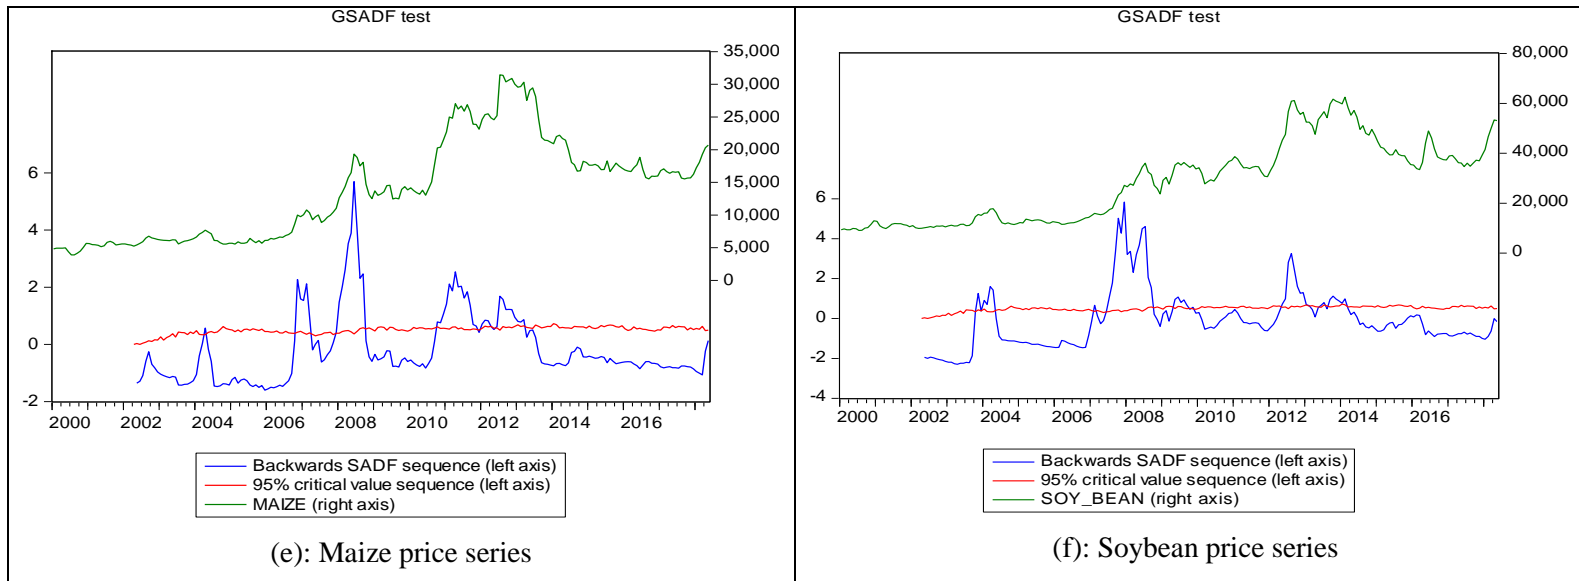 GSADF test
35,000
30,000
25,000
20,000
15,000
10,000
5,000
0
6
4
2
0
-2
2000 2002 2004 2006 2008 2010 2012 2014 2016
Backwards SADF sequence (left axis)
95% critical value sequence (left axis)
MAIZE (right axis)
(e): Maize price series
GSADF test
80,000
60,000
40,000
20,000
0
6
4
2
0
-2
-4
2000 2002 2004 2006 2008 2010 2012 2014 2016
Backwards SADF sequence (left axis)
95% critical value sequence (left axis)
SOY_BEAN (right axis)
(f): Soybean price series